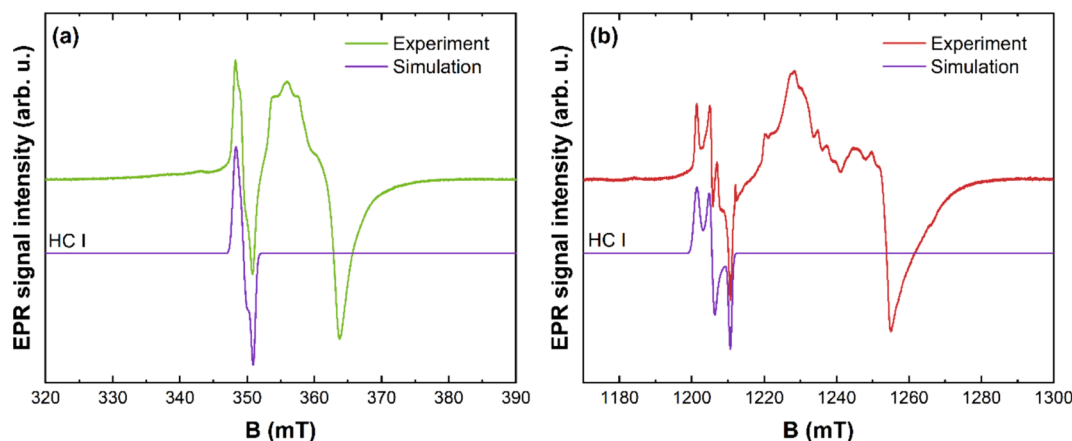 (a)
Experiment
Simulation
HC I
EPR signal intensity (arb. u.)
320 330 340 350 360 370 380 390
B (mT)
(b)
Experiment
Simulation
HC I
EPR signal intensity (arb. u.)
1180 1200 1220 1240 1260 1280 1300
B (mT)